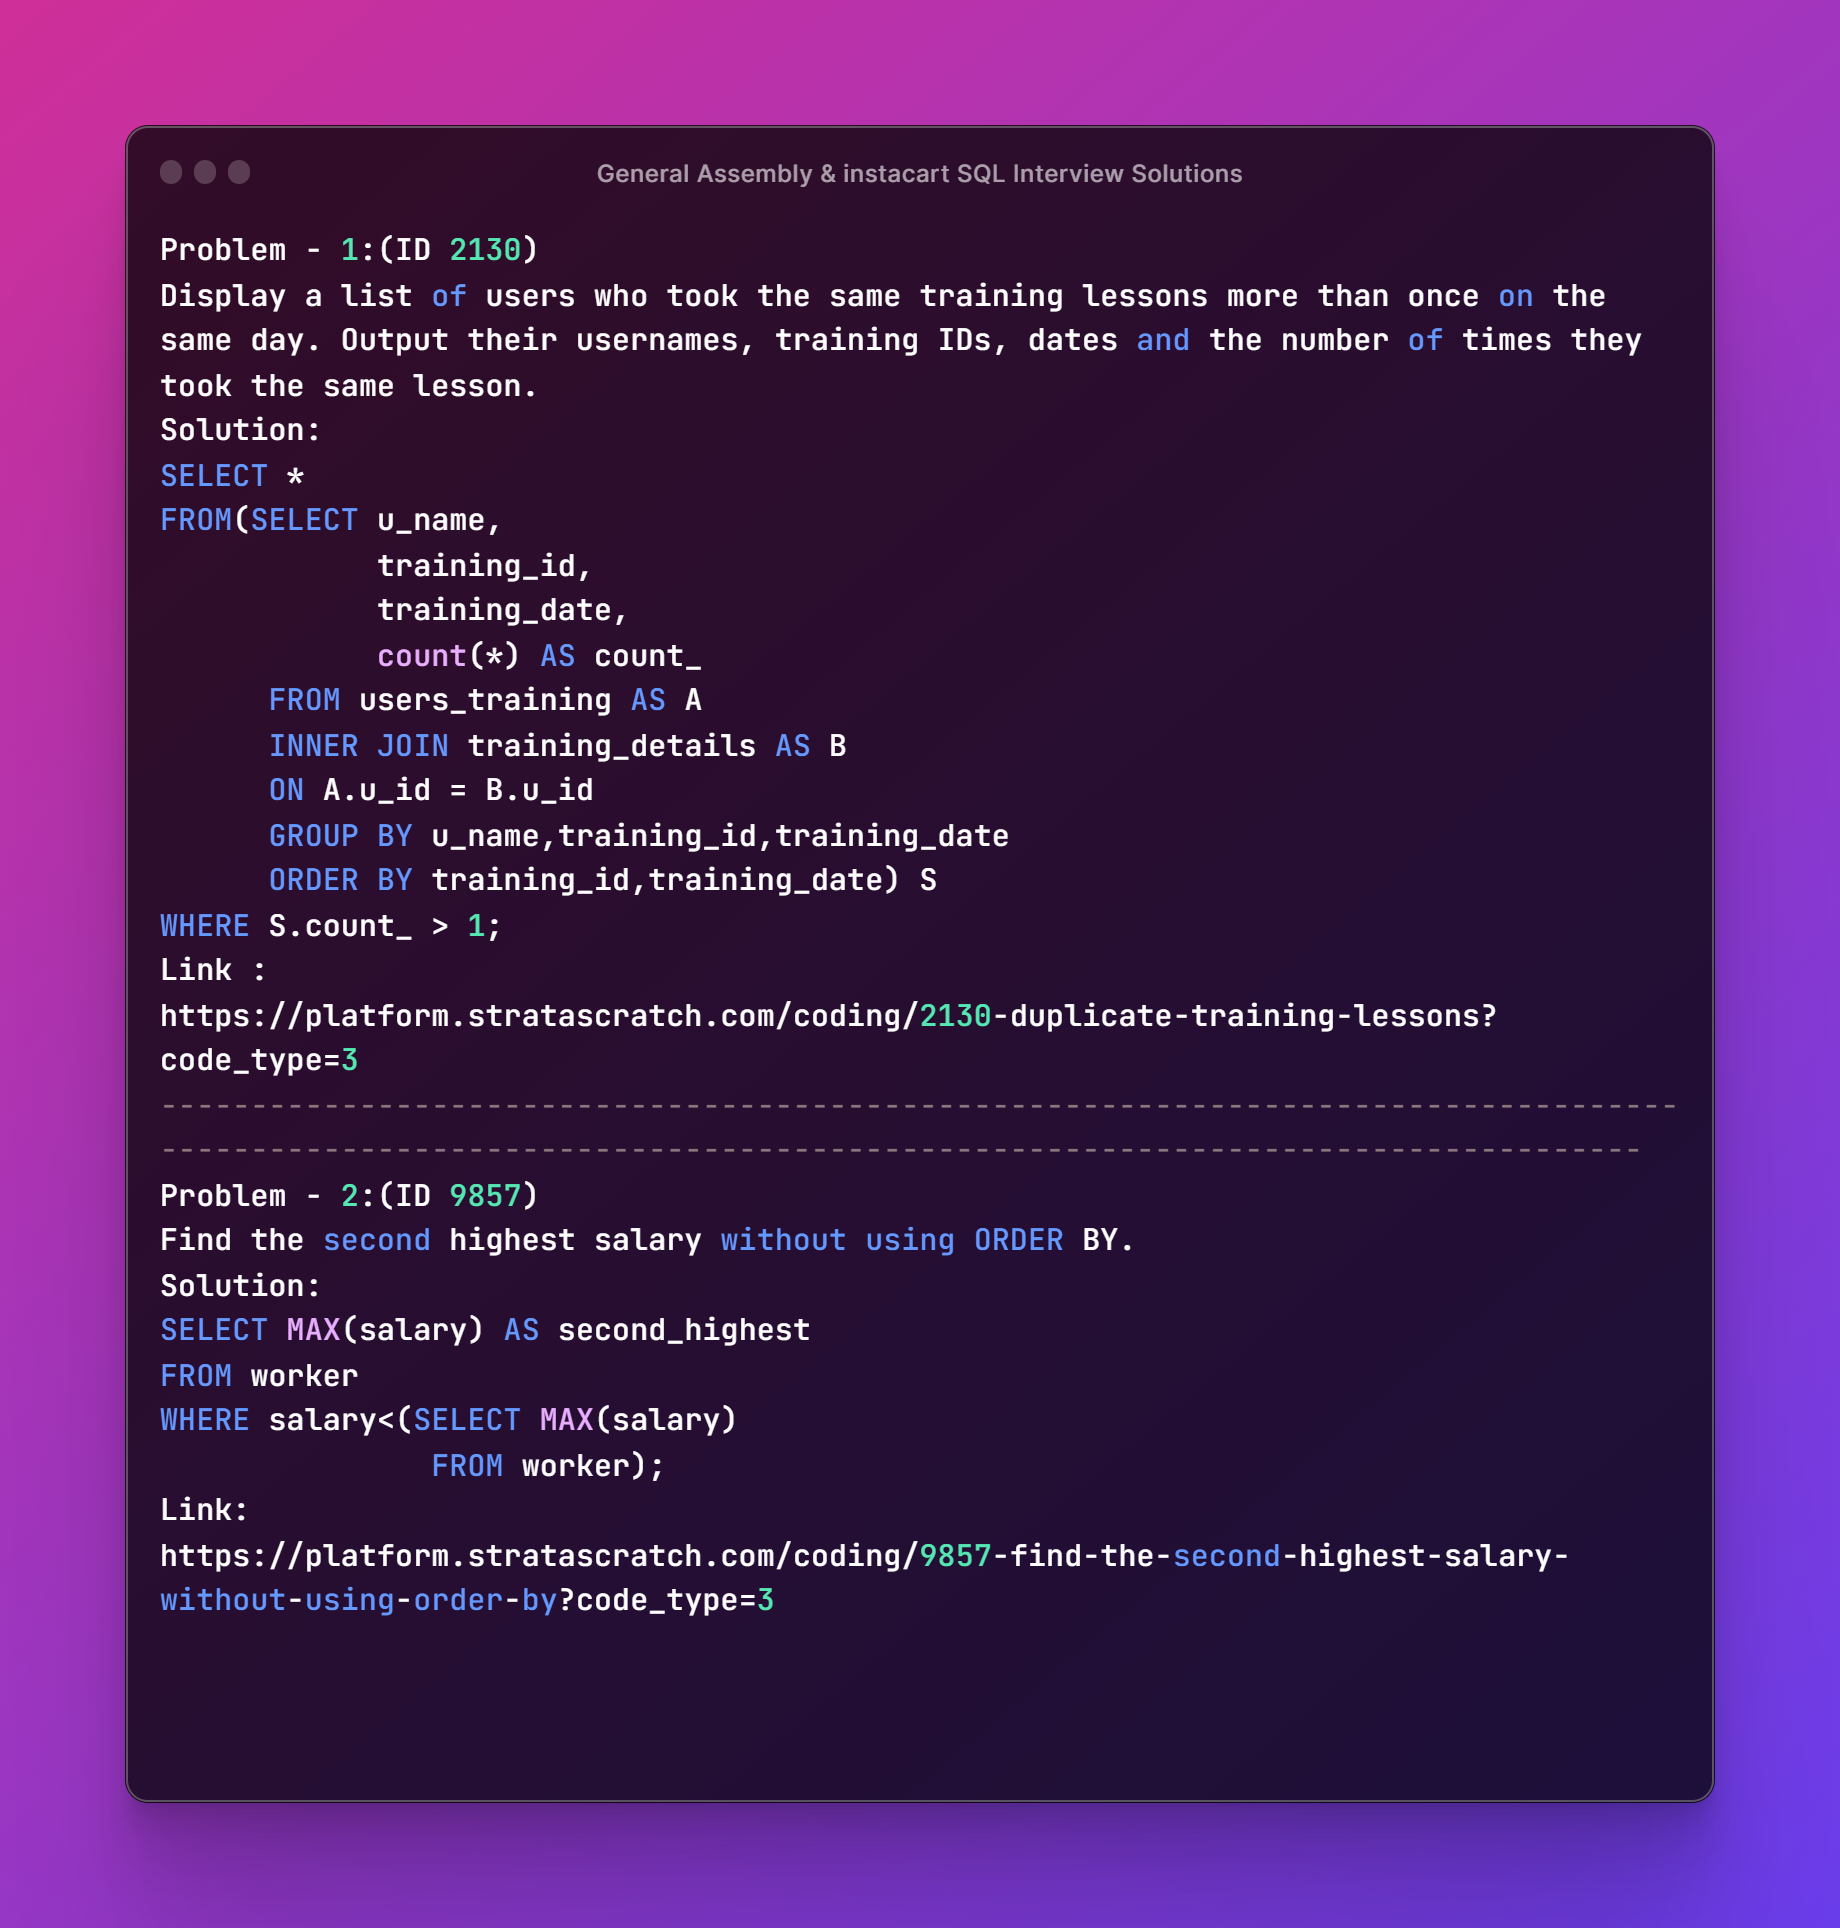 General Assembly & instacart SQL Interview Solutions
Problem - 1:(ID 2130)
Display a list of users who took the same training lessons more than once on the
same day. Output their usernames, training IDs, dates and the number of times they
took the same lesson.
Solution:
SELECT *
FROM(SELECT u_name,
            training_id,
            training_date,
            count(*) AS count_
      FROM users_training AS A
      INNER JOIN training_details AS B
      ON A.u_id = B.u_id
      GROUP BY u_name,training_id,training_date
      ORDER BY training_id,training_date) S
WHERE S.count_ > 1;
Link :
https://platform.stratascratch.com/coding/2130-duplicate-training-lessons?
code_type=3
------------------------------------------------------------------------------------
----------------------------------------------------------------------------------
Problem - 2:(ID 9857)
Find the second highest salary without using ORDER BY.
Solution:
SELECT MAX(salary) AS second_highest
FROM worker
WHERE salary<(SELECT MAX(salary)
               FROM worker);
Link:
https://platform.stratascratch.com/coding/9857-find-the-second-highest-salary-
without-using-order-by?code_type=3